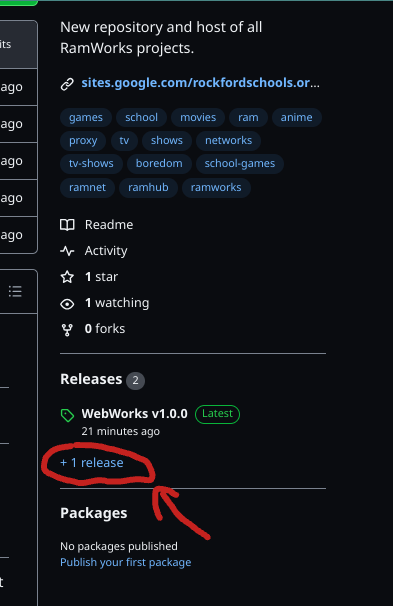 New repository and host of all
RamWorks projects.
its
sites.google.com/rockfordschools.or...
ago
games school movies ram anime
ago
proxy tv shows networks
ago
tv-shows boredom school-games
ramnet ramhub ramworks
ago
Readme
ago
Activity
1 star
1 watching
0 forks
Releases 2
WebWorks v1.0.0 Latest
21 minutes ago
+ 1 release
Packages
No packages published
Publish your first package
t